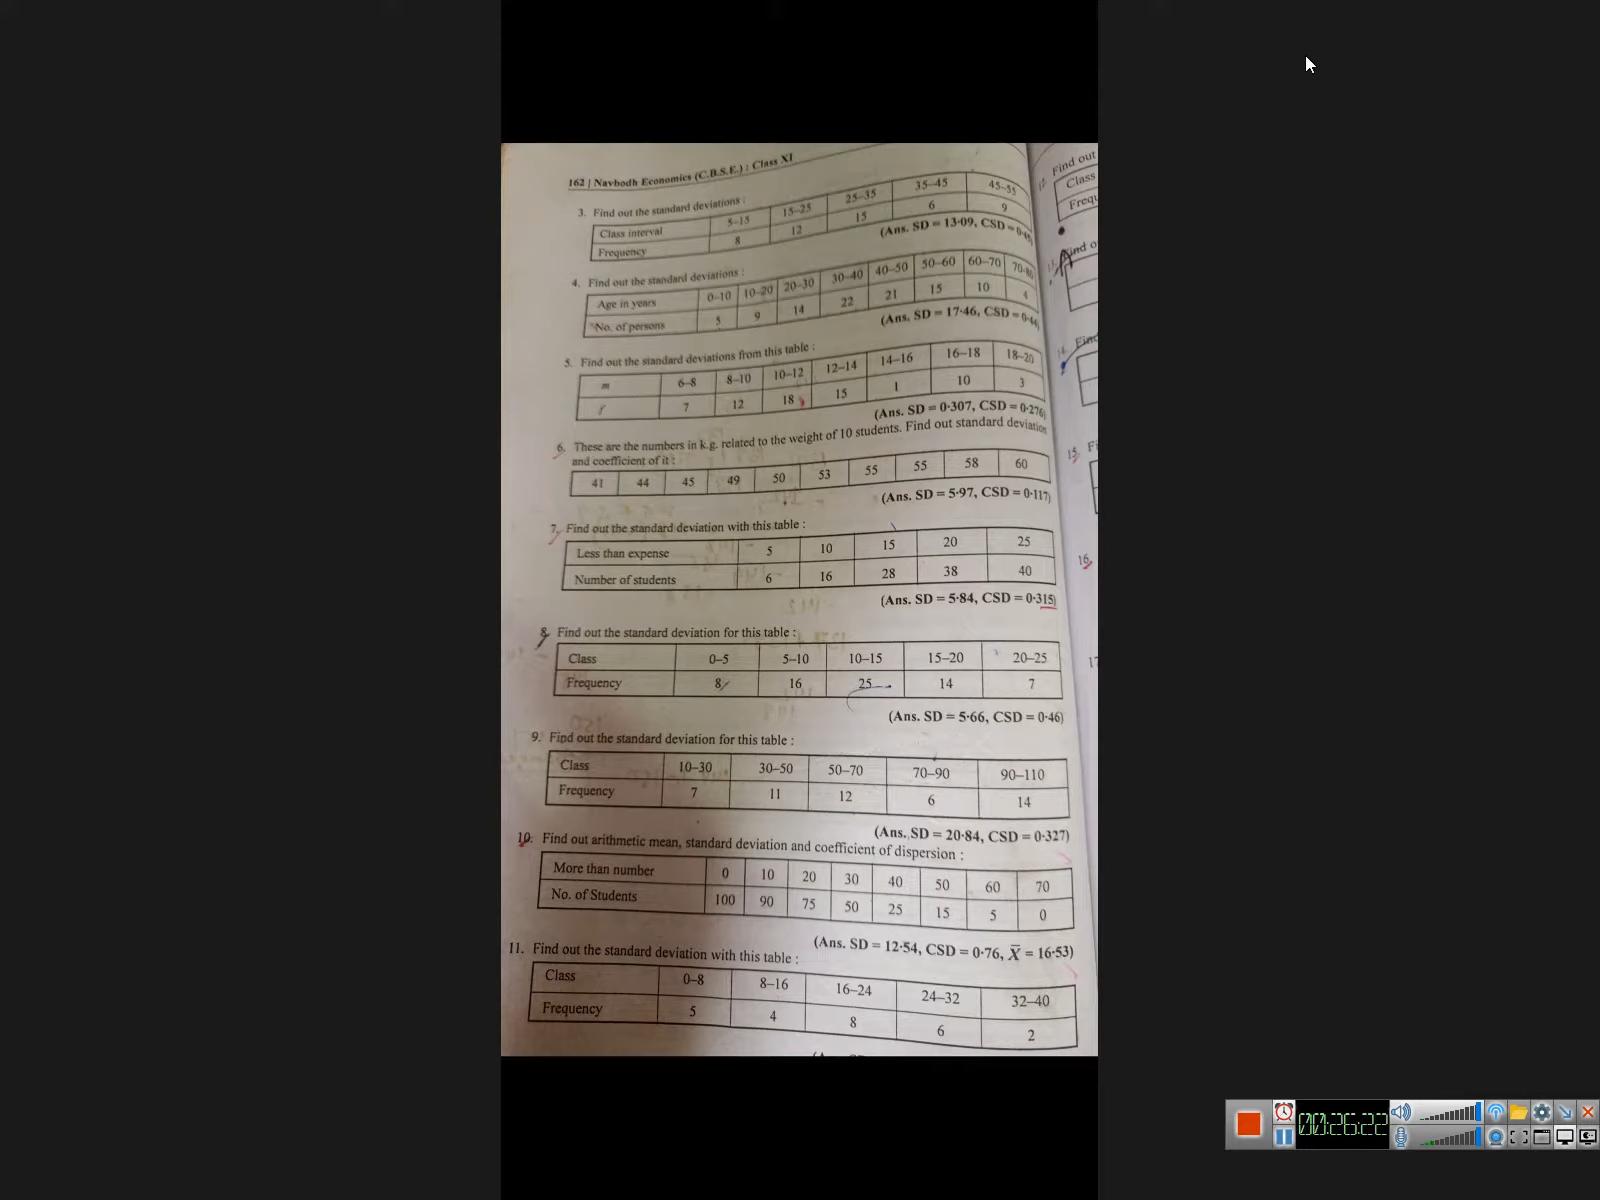 162 | Navbodh Economics (C.B.S.E.) : Class XI
3. Find out the standard deviations :
Class interval 5–15 15–25 25–35 35–45 45–55
Frequency 8 12 15 6 9
(Ans. SD = 13·09, CSD =
4. Find out the standard deviations :
Age in years 0–10 10–20 20–30 30–40 40–50 50–60 60–70 70–80
No. of persons 5 9 14 22 21 15 10 4
(Ans. SD = 17·46, CSD = 0·44)
5. Find out the standard deviations from this table :
m 6–8 8–10 10–12 12–14 14–16 16–18 18–20
f 7 12 18 15 1 10 3
(Ans. SD = 0·307, CSD = 0·276)
6. These are the numbers in k.g. related to the weight of 10 students. Find out standard deviation
and coefficient of it :
41 44 45 49 50 53 55 55 58 60
(Ans. SD = 5·97, CSD = 0·117)
7. Find out the standard deviation with this table :
Less than expense 5 10 15 20 25
Number of students 6 16 28 38 40
(Ans. SD = 5·84, CSD = 0·315)
8. Find out the standard deviation for this table :
Class 0–5 5–10 10–15 15–20 20–25
Frequency 8 16 25 14 7
(Ans. SD = 5·66, CSD = 0·46)
9. Find out the standard deviation for this table :
Class 10–30 30–50 50–70 70–90 90–110
Frequency 7 11 12 6 14
(Ans. SD = 20·84, CSD = 0·327)
10. Find out arithmetic mean, standard deviation and coefficient of dispersion :
More than number 0 10 20 30 40 50 60 70
No. of Students 100 90 75 50 25 15 5 0
(Ans. SD = 12·54, CSD = 0·76, X̄ = 16·53)
11. Find out the standard deviation with this table :
Class 0–8 8–16 16–24 24–32 32–40
Frequency 5 4 8 6 2
Find out
Class
15.
16.
00:26:22